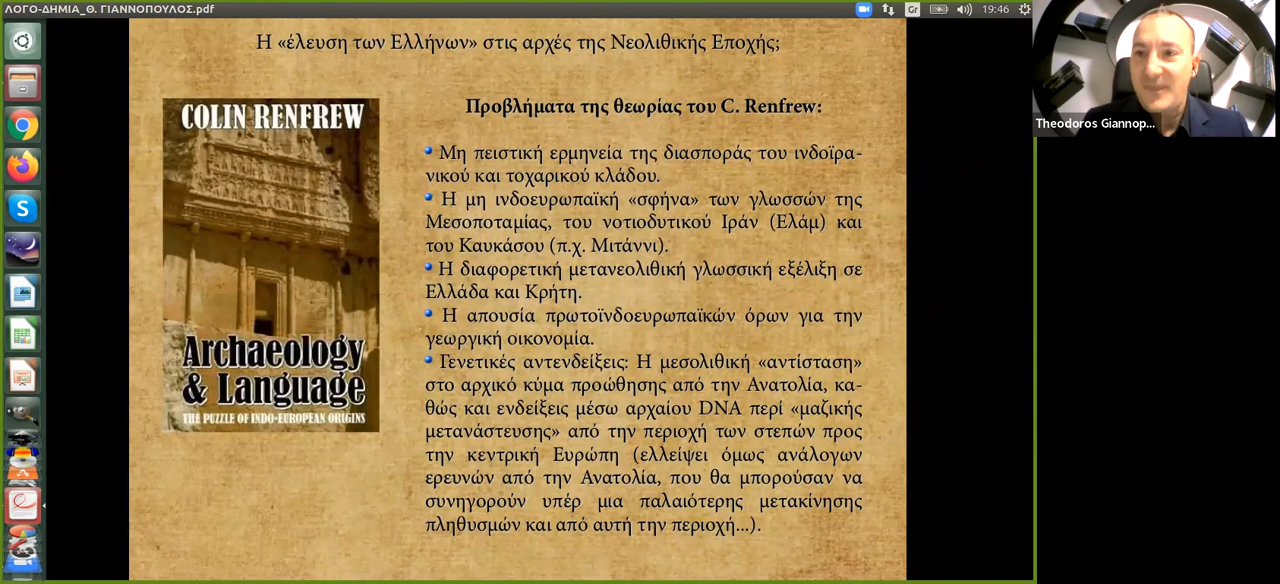 ΛΟΓΟ-ΔΗΜΙΑ_Θ. ΓΙΑΝΝΟΠΟΥΛΟΣ.pdf
Gr
19:46
Η «έλευση των Ελλήνων» στις αρχές της Νεολιθικής Εποχής;
COLIN RENFREW
Archaeology
& Language
THE PUZZLE OF INDO-EUROPEAN ORIGINS
Προβλήματα της θεωρίας του C. Renfrew:
Μη πειστική ερμηνεία της διασποράς του ινδοϊρα-
νικού και τοχαρικού κλάδου.
Η μη ινδοευρωπαϊκή «σφήνα» των γλωσσών της
Μεσοποταμίας, του νοτιοδυτικού Ιράν (Ελάμ) και
του Καυκάσου (π.χ. Μιτάννι).
Η διαφορετική μετανεολιθική γλωσσική εξέλιξη σε
Ελλάδα και Κρήτη.
Η απουσία πρωτοϊνδοευρωπαϊκών όρων για την
γεωργική οικονομία.
Γενετικές αντενδείξεις: Η μεσολιθική «αντίσταση»
στο αρχικό κύμα προώθησης από την Ανατολία, κα-
θώς και ενδείξεις μέσω αρχαίου DNA περί «μαζικής
μετανάστευσης» από την περιοχή των στεπών προς
την κεντρική Ευρώπη (ελλείψει όμως ανάλογων
ερευνών από την Ανατολία, που θα μπορούσαν να
συνηγορούν υπέρ μια παλαιότερης μετακίνησης
πληθυσμών και από αυτή την περιοχή...).
Theodoros Giannop...